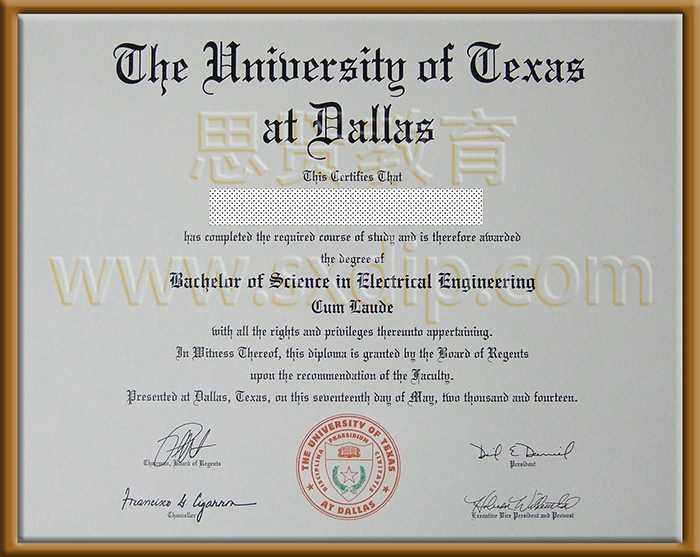 The University of Texas
at Dallas
思贵教育
This Certifies That
has completed the required course of study and is therefore awarded
the degree of
Bachelor of Science in Electrical Engineering
www.sxdip.com
Cum Laude
with all the rights and privileges thereunto appertaining.
In Witness Thereof, this diploma is granted by the Board of Regents
upon the recommendation of the Faculty.
Presented at Dallas, Texas, on this seventeenth day of May, two thousand and fourteen.
Chairman, Board of Regents
President
THE UNIVERSITY OF TEXAS
AT DALLAS
DISCIPLINA PRAESIDIUM CIVITATIS
Francisco G Cigarroa
Chancellor
Executive Vice President and Provost